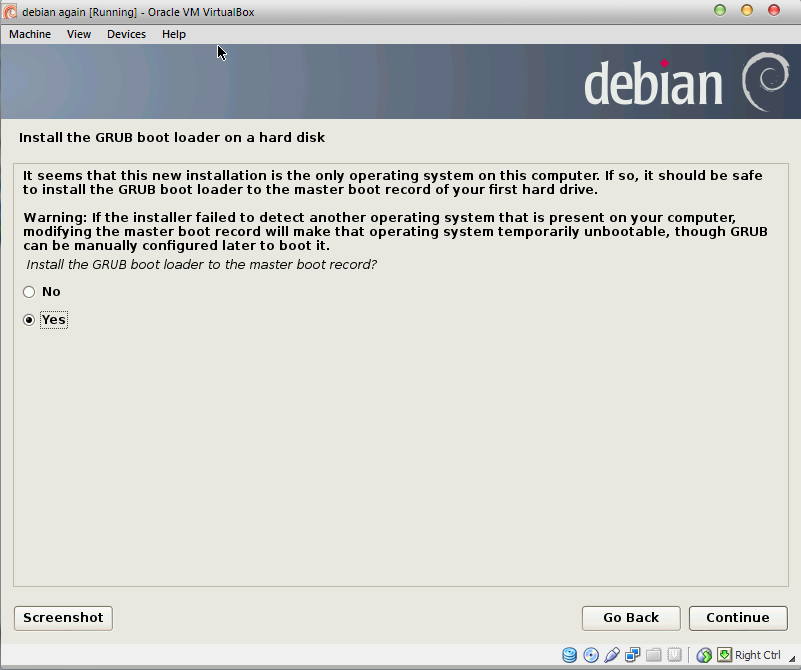 debian again [Running] - Oracle VM VirtualBox
Machine View Devices Help
debian
Install the GRUB boot loader on a hard disk
It seems that this new installation is the only operating system on this computer. If so, it should be safe
to install the GRUB boot loader to the master boot record of your first hard drive.
Warning: If the installer failed to detect another operating system that is present on your computer,
modifying the master boot record will make that operating system temporarily unbootable, though GRUB
can be manually configured later to boot it.
Install the GRUB boot loader to the master boot record?
No
Yes
Screenshot Go Back Continue
Right Ctrl